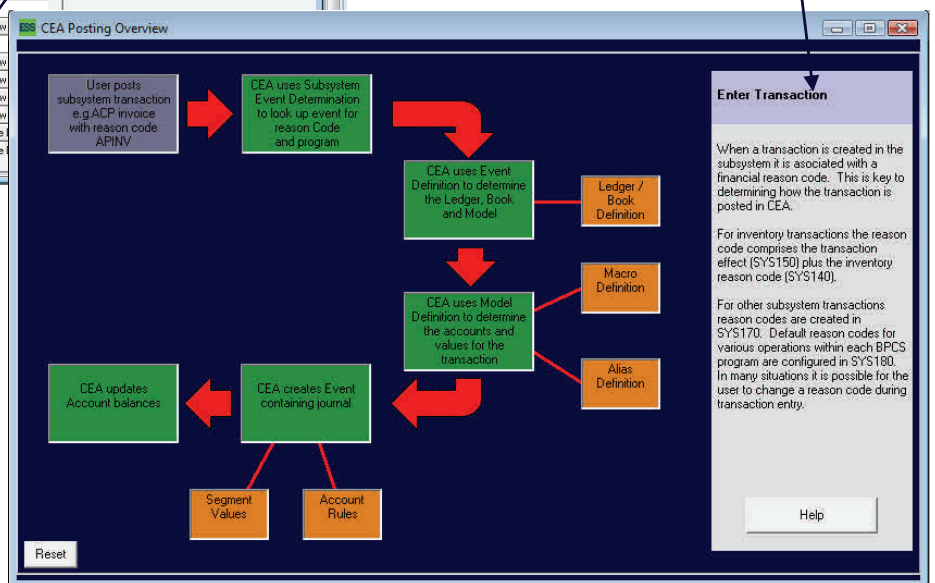 ESS CEA Posting Overview
User posts
subsystem transaction
e.g.ACP invoice
with reason code
APINV
CEA uses Subsystem
Event Determination
to look up event for
reason Code
and program
CEA uses Event
Definition to determine
the Ledger, Book
and Model
Ledger /
Book
Definition
CEA uses Model
Definition to determine
the accounts and
values for the
transaction
Macro
Definition
Alias
Definition
CEA creates Event
containing journal
CEA updates
Account balances
Segment
Values
Account
Rules
Reset
Enter Transaction
When a transaction is created in the
subsystem it is asociated with a
financial reason code. This is key to
determining how the transaction is
posted in CEA.
For inventory transactions the reason
code comprises the transaction
effect (SYS150) plus the inventory
reason code (SYS140).
For other subsystem transactions
reason codes are created in
SYS170. Default reason codes for
various operations within each BPCS
program are configured in SYS180.
In many situations it is possible for the
user to change a reason code during
transaction entry.
Help